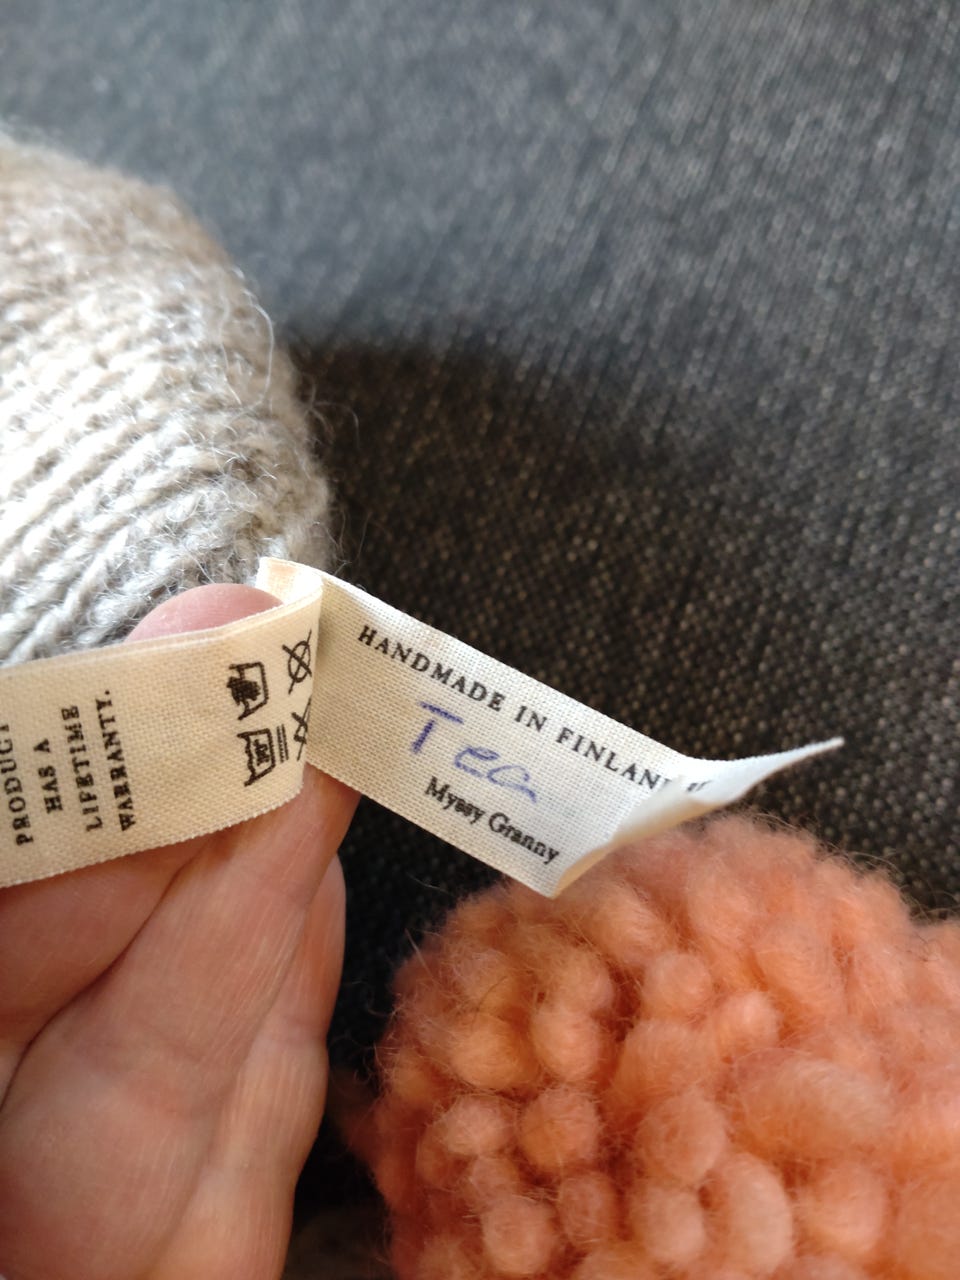 PRODUCT
HAS A
LIFETIME
WARRANTY.
HANDMADE IN FINLAND
Tea
Myssy Granny